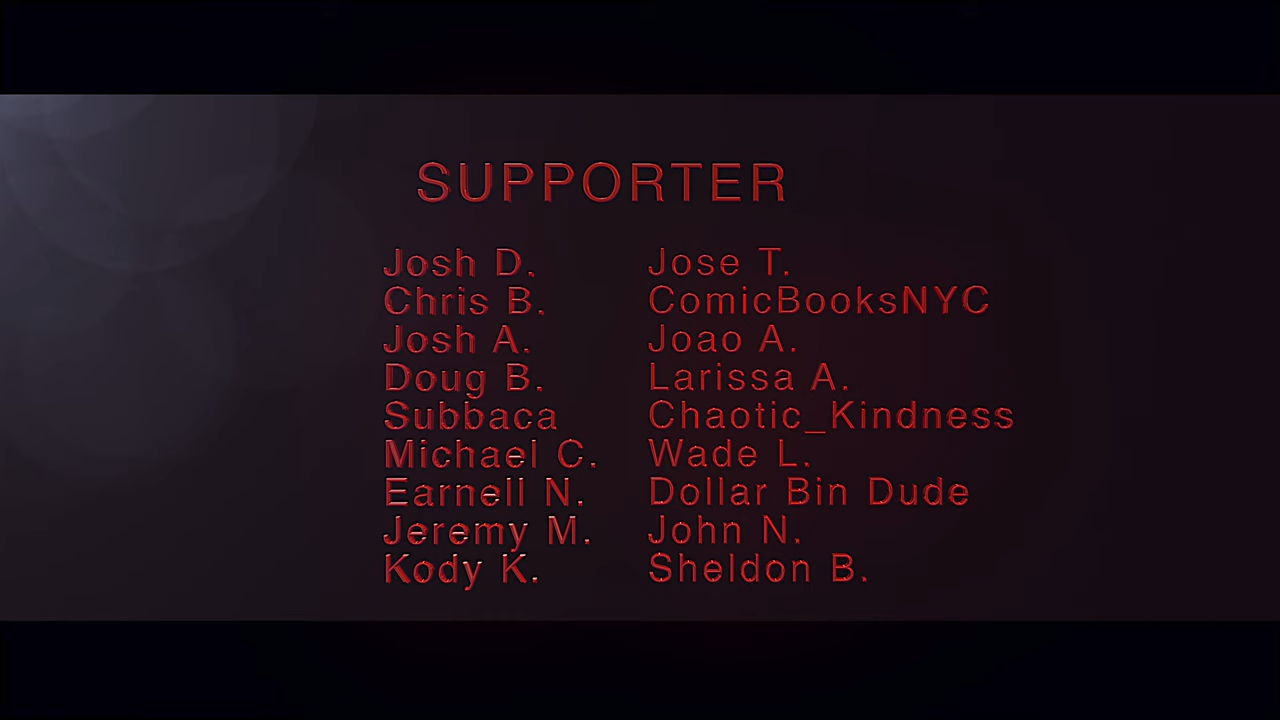 SUPPORTER
Josh D.
Chris B.
Josh A.
Doug B.
Subbaca
Michael C.
Earnell N.
Jeremy M.
Kody K.
Jose T.
ComicBooksNYC
Joao A.
Larissa A.
Chaotic_Kindness
Wade L.
Dollar Bin Dude
John N.
Sheldon B.